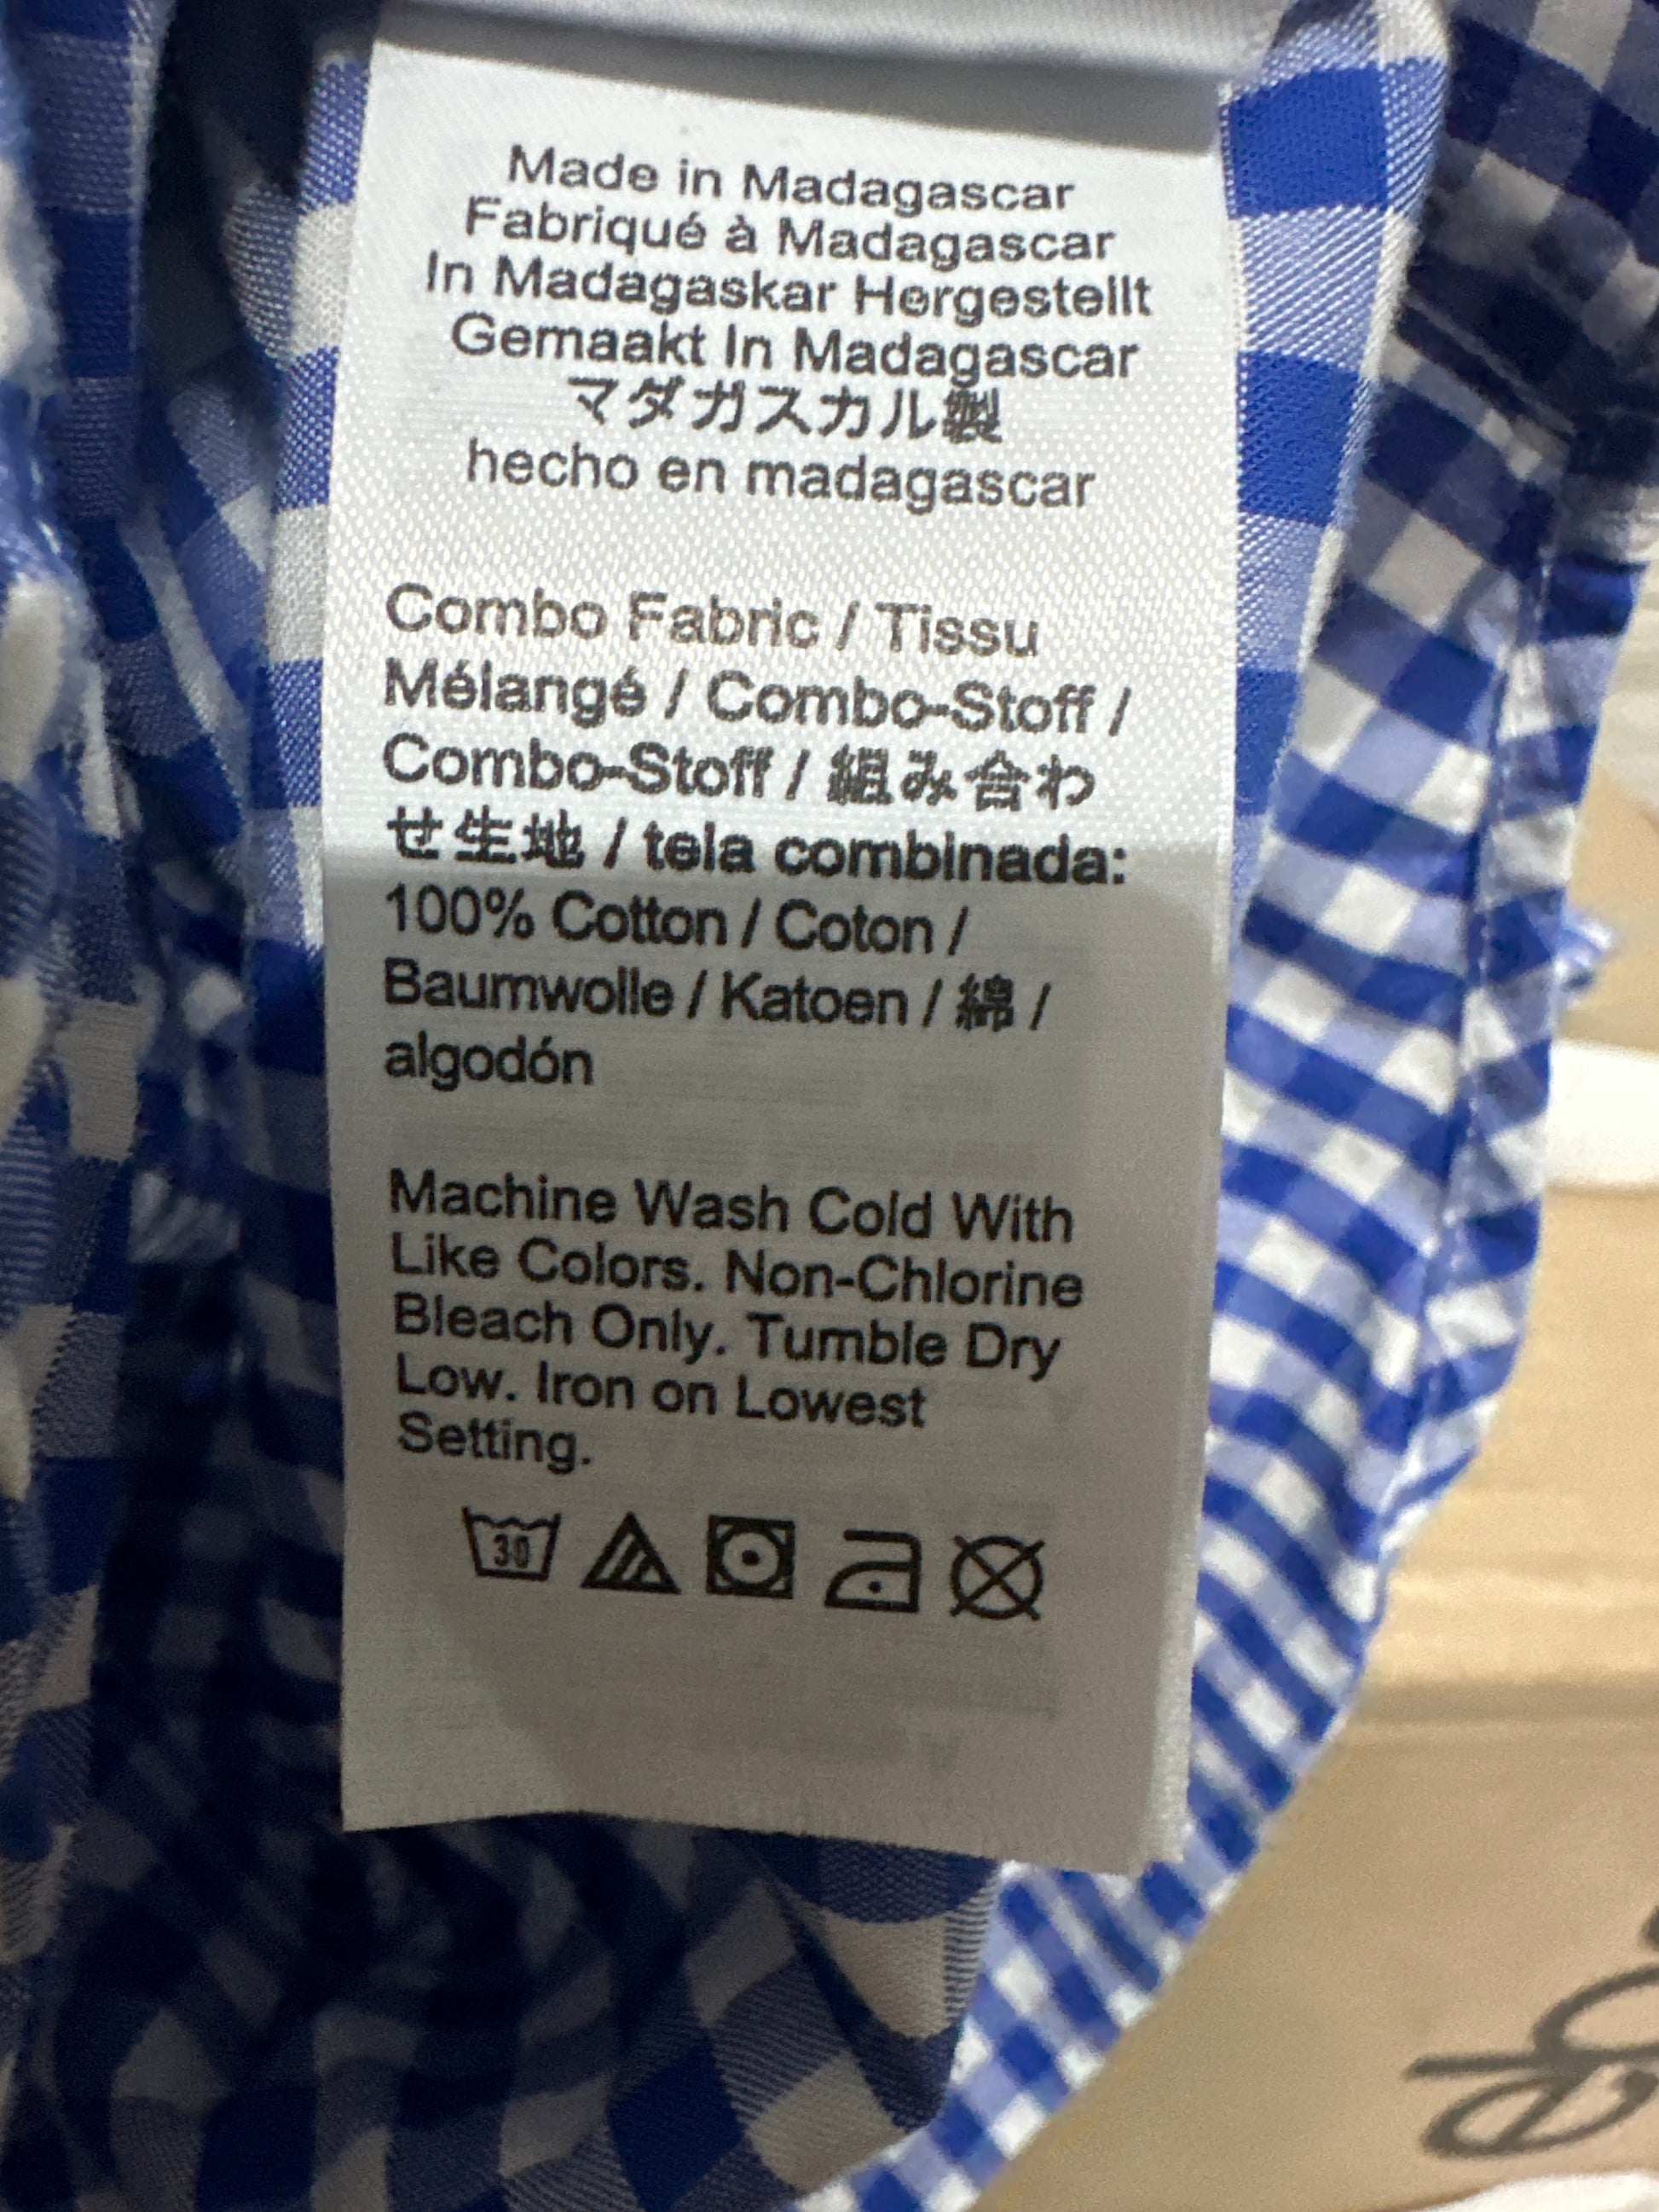 Made in Madagascar
Fabriqué à Madagascar
In Madagaskar Hergestellt
Gemaakt In Madagascar
マダガスカル製
hecho en madagascar
Combo Fabric / Tissu
Mélangé / Combo-Stoff /
Combo-Stoff / 組み合わ
せ生地 / tela combinada:
100% Cotton / Coton /
Baumwolle / Katoen / 綿 /
algodón
Machine Wash Cold With
Like Colors. Non-Chlorine
Bleach Only. Tumble Dry
Low. Iron on Lowest
Setting.
30